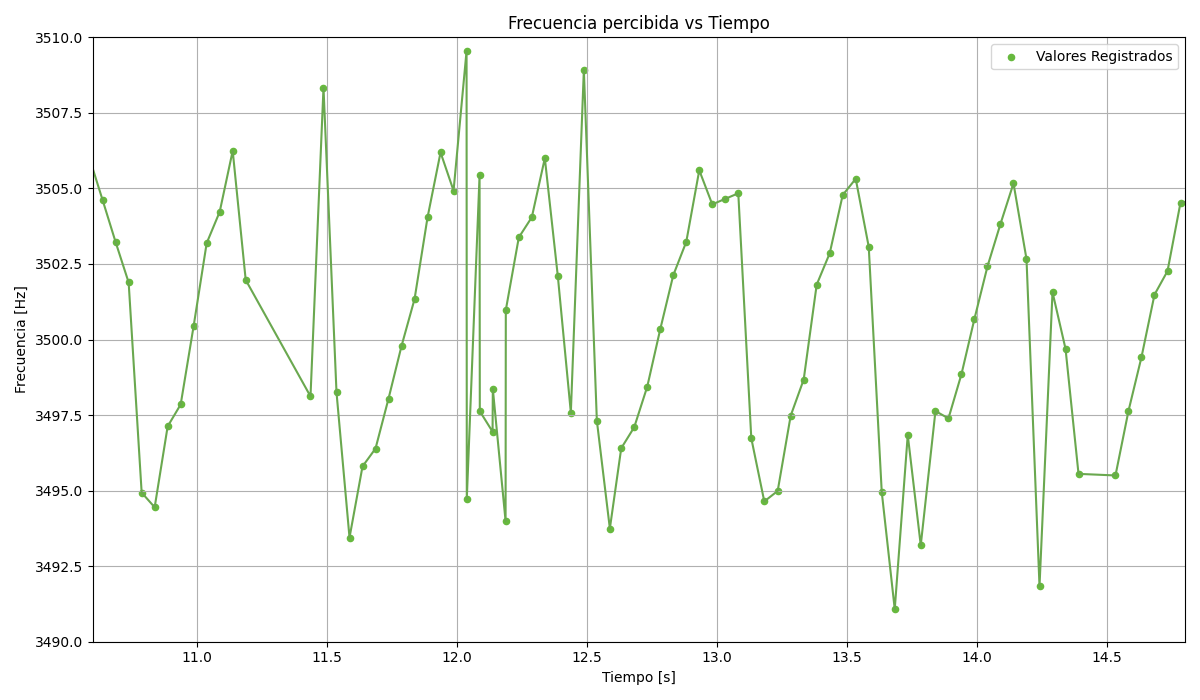 Frecuencia percibida vs Tiempo
Valores Registrados
Frecuencia [Hz]
3510.0
3507.5
3505.0
3502.5
3500.0
3497.5
3495.0
3492.5
3490.0
11.0 11.5 12.0 12.5 13.0 13.5 14.0 14.5
Tiempo [s]